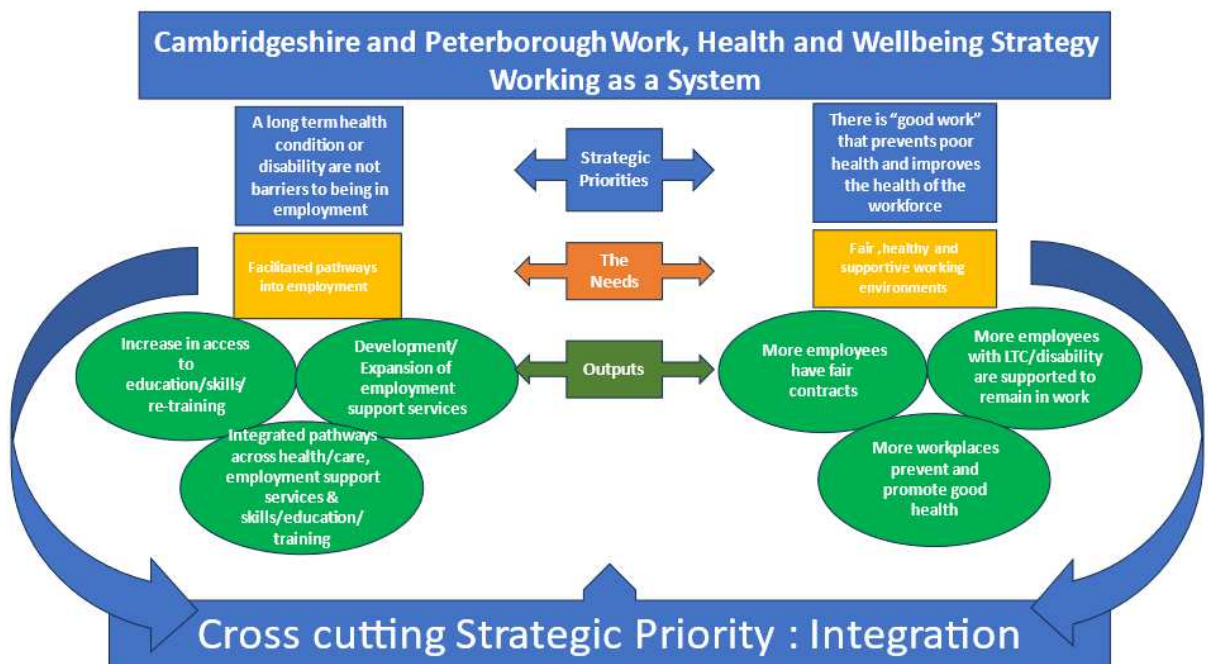 Cambridgeshire and Peterborough Work, Health and Wellbeing Strategy
Working as a System
A long term health
condition or
disability are not
barriers to being in
employment
Strategic
Priorities
There is “good work”
that prevents poor
health and improves
the health of the
workforce
Facilitated pathways
into employment
The
Needs
Fair , healthy and
supportive working
environments
Increase in access
to
education/skills/
re-training
Development/
Expansion of
employment
support services
Integrated pathways
across health/care,
employment support
services &
skills/education/
training
Outputs
More employees
have fair
contracts
More employees
with LTC/disability
are supported to
remain in work
More workplaces
prevent and
promote good
health
Cross cutting Strategic Priority : Integration